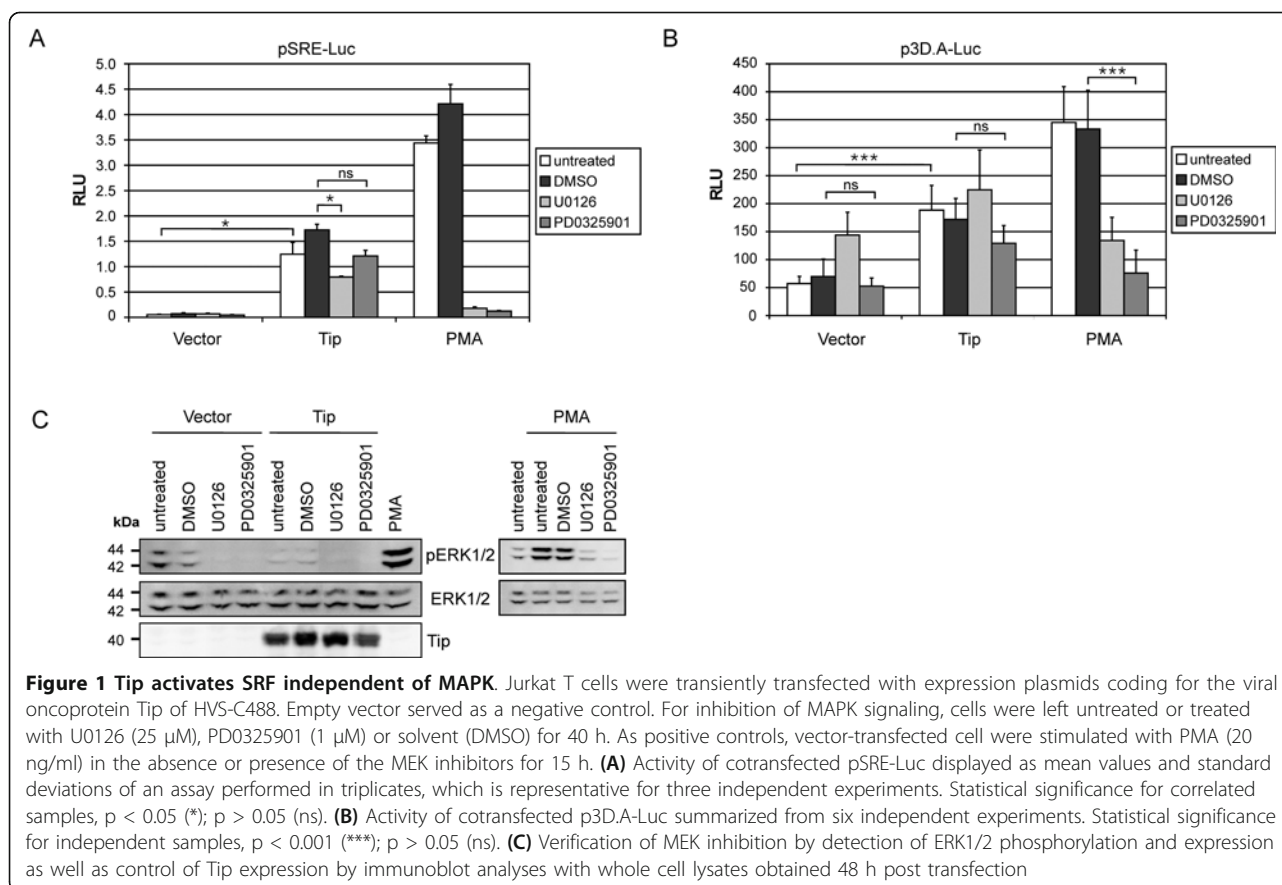 A
pSRE-Luc
RLU
5.0
4.5
4.0
3.5
3.0
2.5
2.0
1.5
1.0
0.5
0
*
*
ns
Vector
Tip
PMA
untreated
DMSO
U0126
PD0325901
B
p3D.A-Luc
RLU
450
400
350
300
250
200
150
100
50
0
ns
***
ns
***
Vector
Tip
PMA
untreated
DMSO
U0126
PD0325901
C
Vector
Tip
untreated
DMSO
U0126
PD0325901
untreated
DMSO
U0126
PD0325901
PMA
kDa
44
42
pERK1/2
44
42
ERK1/2
40
Tip
PMA
untreated
untreated
DMSO
U0126
PD0325901
Figure 1 Tip activates SRF independent of MAPK. Jurkat T cells were transiently transfected with expression plasmids coding for the viral
oncoprotein Tip of HVS-C488. Empty vector served as a negative control. For inhibition of MAPK signaling, cells were left untreated or treated
with U0126 (25 μM), PD0325901 (1 μM) or solvent (DMSO) for 40 h. As positive controls, vector-transfected cell were stimulated with PMA (20
ng/ml) in the absence or presence of the MEK inhibitors for 15 h. (A) Activity of cotransfected pSRE-Luc displayed as mean values and standard
deviations of an assay performed in triplicates, which is representative for three independent experiments. Statistical significance for correlated
samples, p < 0.05 (*); p > 0.05 (ns). (B) Activity of cotransfected p3D.A-Luc summarized from six independent experiments. Statistical significance
for independent samples, p < 0.001 (***); p > 0.05 (ns). (C) Verification of MEK inhibition by detection of ERK1/2 phosphorylation and expression
as well as control of Tip expression by immunoblot analyses with whole cell lysates obtained 48 h post transfection